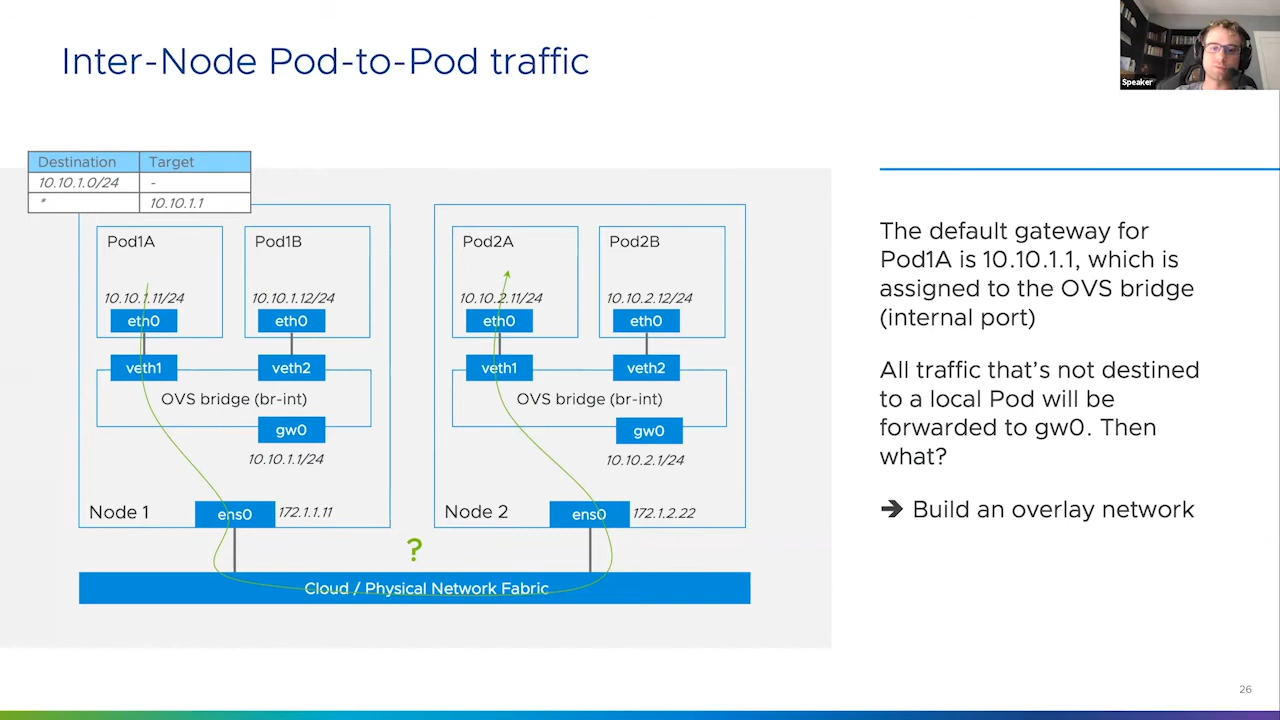 Inter-Node Pod-to-Pod traffic
Speaker
Destination Target
10.10.1.0/24 -
* 10.10.1.1
Pod1A
10.10.1.11/24
eth0
veth1
Pod1B
10.10.1.12/24
eth0
veth2
OVS bridge (br-int)
gw0
10.10.1.1/24
Node 1
ens0
172.1.1.11
Pod2A
10.10.2.11/24
eth0
veth1
Pod2B
10.10.2.12/24
eth0
veth2
OVS bridge (br-int)
gw0
10.10.2.1/24
Node 2
ens0
172.1.2.22
?
Cloud / Physical Network Fabric
The default gateway for
Pod1A is 10.10.1.1, which is
assigned to the OVS bridge
(internal port)
All traffic that’s not destined
to a local Pod will be
forwarded to gw0. Then
what?
➔ Build an overlay network
26